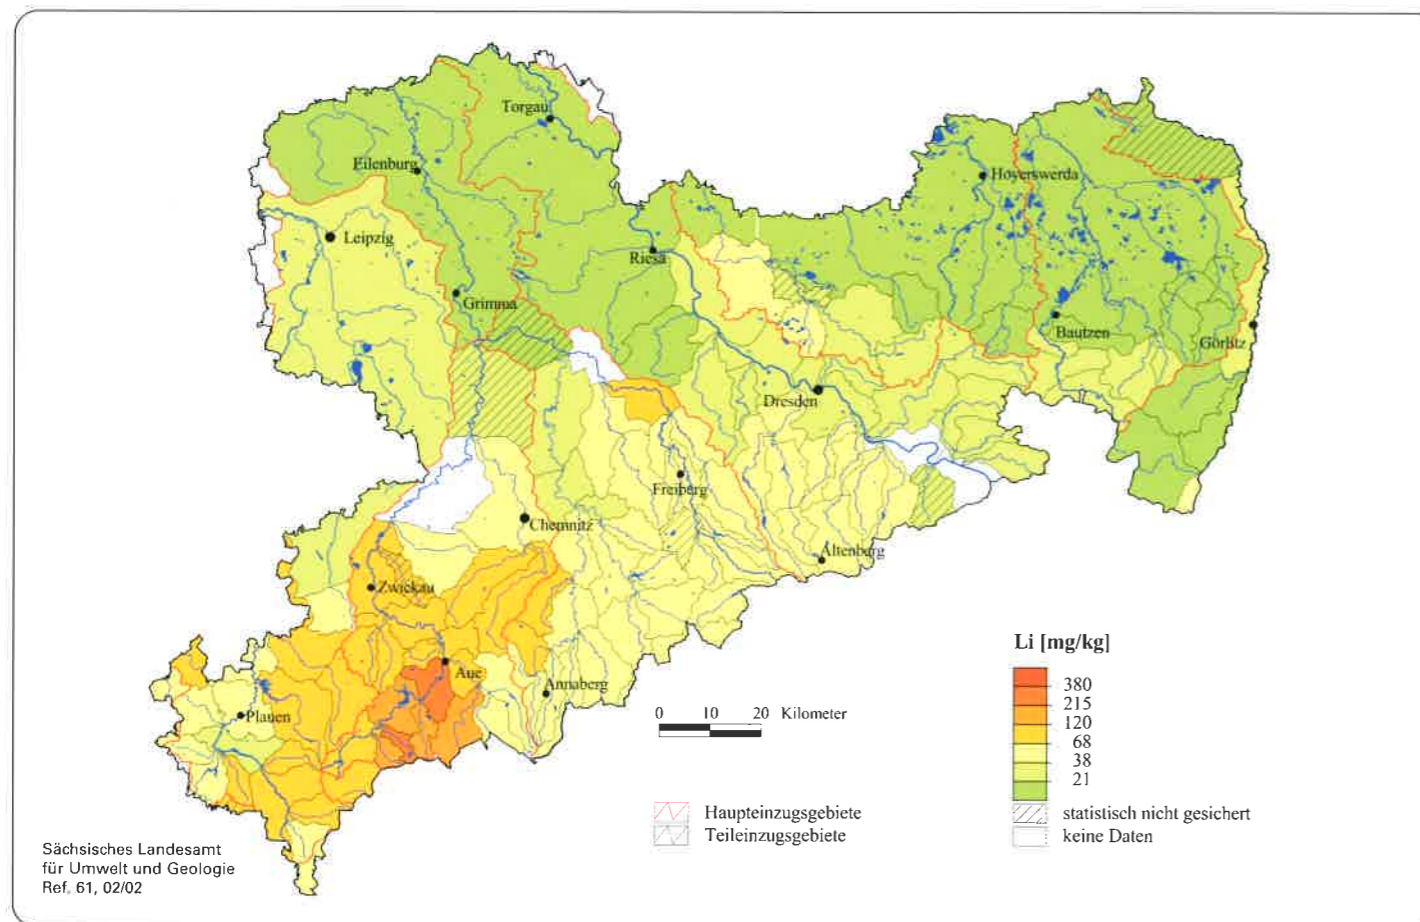 Torgau
Eilenburg
Hoyerswerda
Leipzig
Riesa
Grimma
Bautzen
Görlitz
Dresden
Freiberg
Chemnitz
Altenburg
Zwickau
Aue
Annaberg
Plauen
0 10 20 Kilometer
Li [mg/kg]
380
215
120
68
38
21
Haupteinzugsgebiete
Teileinzugsgebiete
statistisch nicht gesichert
keine Daten
Sächsisches Landesamt
für Umwelt und Geologie
Ref. 61, 02/02